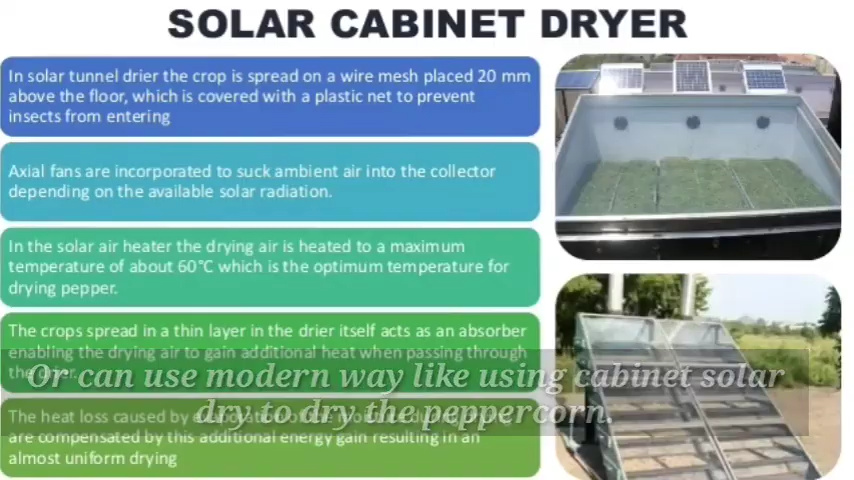 SOLAR CABINET DRYER
In solar tunnel drier the crop is spread on a wire mesh placed 20 mm
above the floor, which is covered with a plastic net to prevent
insects from entering
Axial fans are incorporated to suck ambient air into the collector
depending on the available solar radiation.
In the solar air heater the drying air is heated to a maximum
temperature of about 60°C which is the optimum temperature for
drying pepper.
The crops spread in a thin layer in the drier itself acts as an absorber
enabling the drying air to gain additional heat when passing through
the drier.
The heat loss caused by evaporation of the
are compensated by this additional energy gain resulting in an
almost uniform drying
Or can use modern way like using cabinet solar
dry to dry the peppercorn.